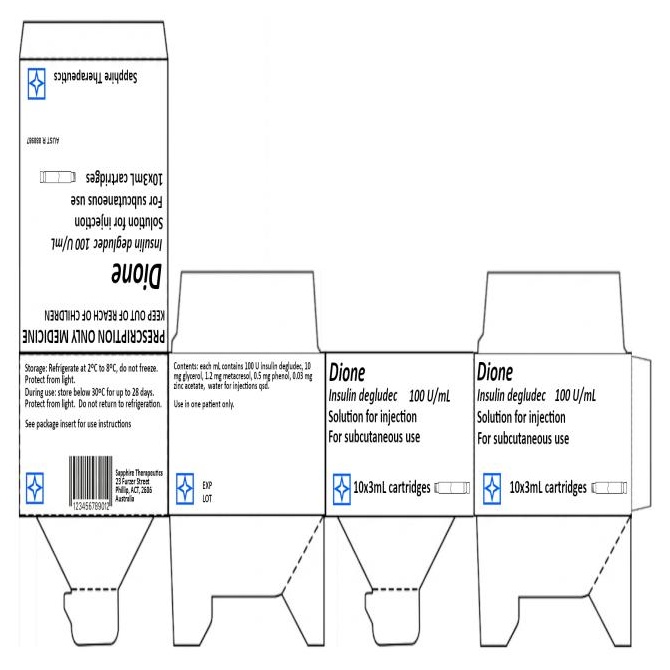 PRESCRIPTION ONLY MEDICINE
KEEP OUT OF REACH OF CHILDREN
Dione
Insulin degludec 100 U/mL
Solution for injection
For subcutaneous use
10x3mL cartridges
AUST R 888987
Sapphire Therapeutics
Storage: Refrigerate at 2°C to 8°C, do not freeze.
Protect from light.
During use: store below 30°C for up to 28 days.
Protect from light. Do not return to refrigeration.
See package insert for use instructions
Sapphire Therapeutics
23 Furzer Street
Phillip, ACT, 2606
Australia
123456789012
Contents: each mL contains 100 U insulin degludec, 10
mg glycerol, 1.2 mg metacresol, 0.5 mg phenol, 0.03 mg
zinc acetate, water for injections qsd.
Use in one patient only.
EXP
LOT
Dione
Insulin degludec 100 U/mL
Solution for injection
For subcutaneous use
10x3mL cartridges
Dione
Insulin degludec 100 U/mL
Solution for injection
For subcutaneous use
10x3mL cartridges